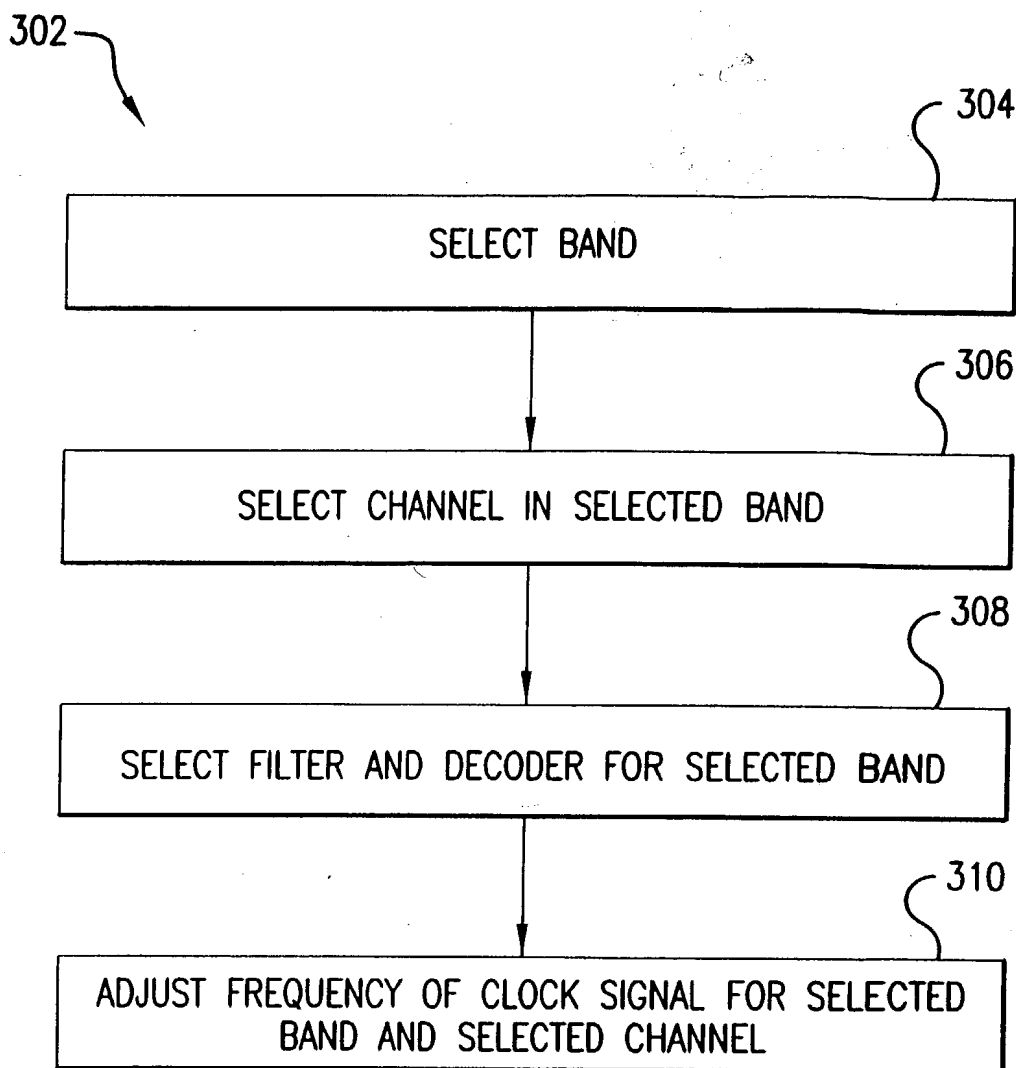 302
304
SELECT BAND
306
SELECT CHANNEL IN SELECTED BAND
308
SELECT FILTER AND DECODER FOR SELECTED BAND
310
ADJUST FREQUENCY OF CLOCK SIGNAL FOR SELECTED
BAND AND SELECTED CHANNEL